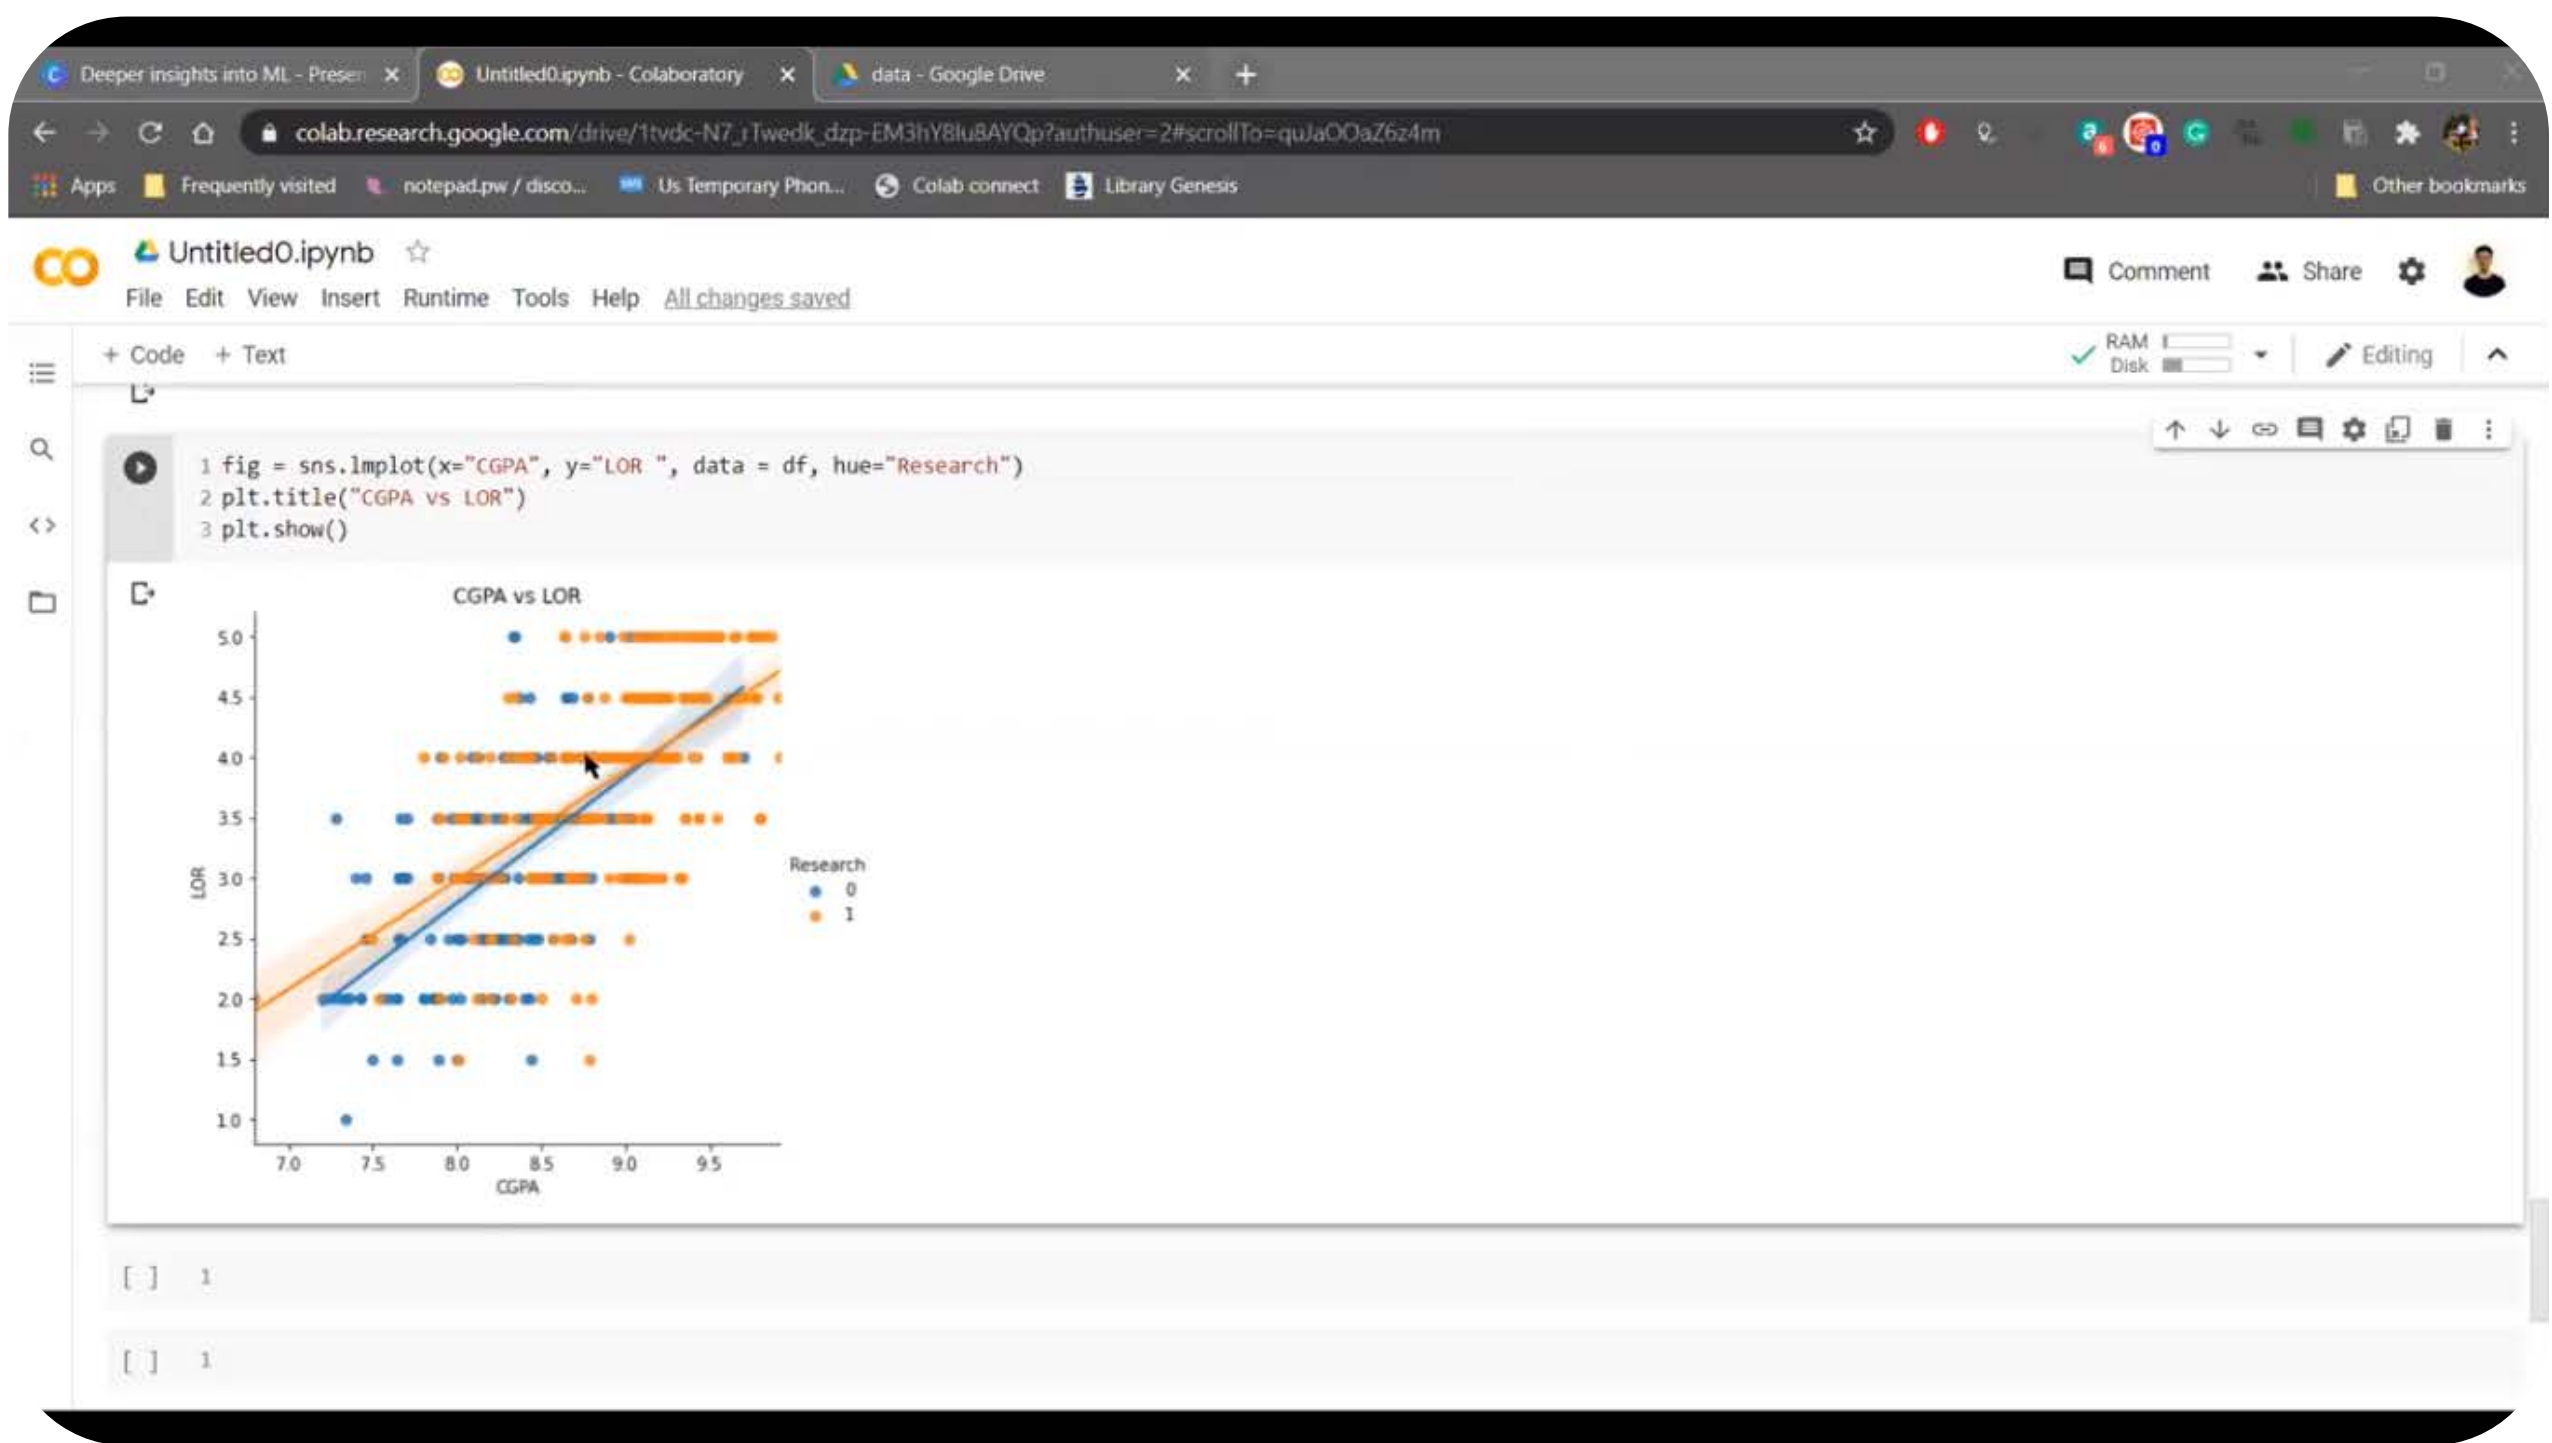 Deeper insights into ML - Presen
Untitled0.ipynb - Colaboratory
data - Google Drive
colab.research.google.com/drive/1tvdc-N7_rTwedk_dzp-EM3hY8lu8AYQp?authuser=2#scrollTo=quJaOOaZ6z4m
Apps
Frequently visited
notepad.pw / disco...
Us Temporary Phon...
Colab connect
Library Genesis
Other bookmarks
Untitled0.ipynb
Comment
Share
File Edit View Insert Runtime Tools Help All changes saved
+ Code + Text
RAM
Disk
Editing
1 fig = sns.lmplot(x="CGPA", y="LOR ", data = df, hue="Research")
2 plt.title("CGPA vs LOR")
3 plt.show()
CGPA vs LOR
5.0
4.5
4.0
3.5
3.0
2.5
2.0
1.5
1.0
LOR
Research
0
1
7.0 7.5 8.0 8.5 9.0 9.5
CGPA
[ ] 1
[ ] 1